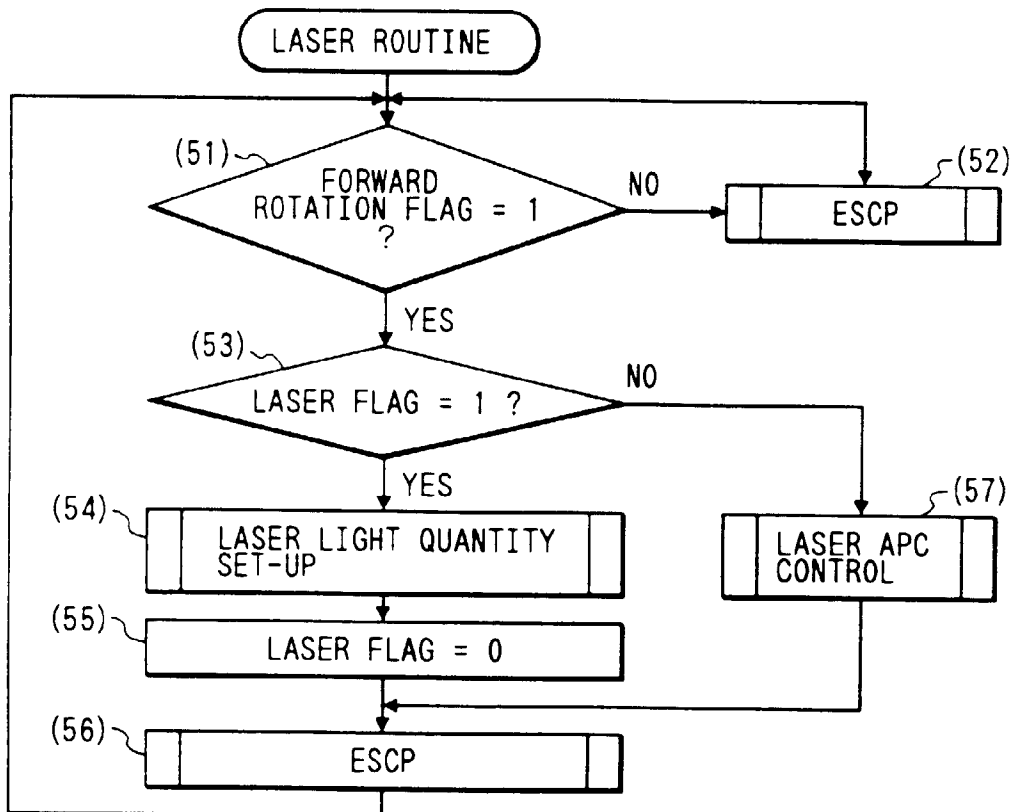 LASER ROUTINE
(51)
FORWARD
ROTATION FLAG = 1
?
NO
(52)
ESCP
YES
(53)
LASER FLAG = 1 ?
NO
YES
(54)
LASER LIGHT QUANTITY
SET-UP
(57)
LASER APC
CONTROL
(55)
LASER FLAG = 0
(56)
ESCP